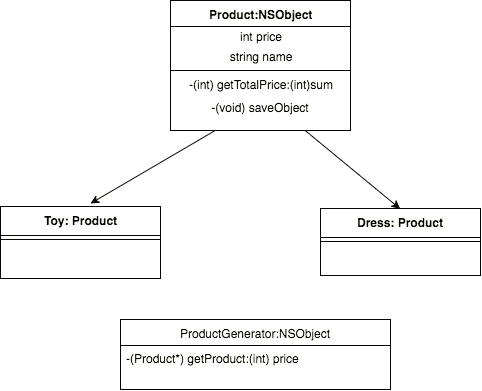 Product:NSObject
int price
string name
-(int) getTotalPrice:(int)sum
-(void) saveObject
Toy: Product
Dress: Product
ProductGenerator:NSObject
-(Product*) getProduct:(int) price